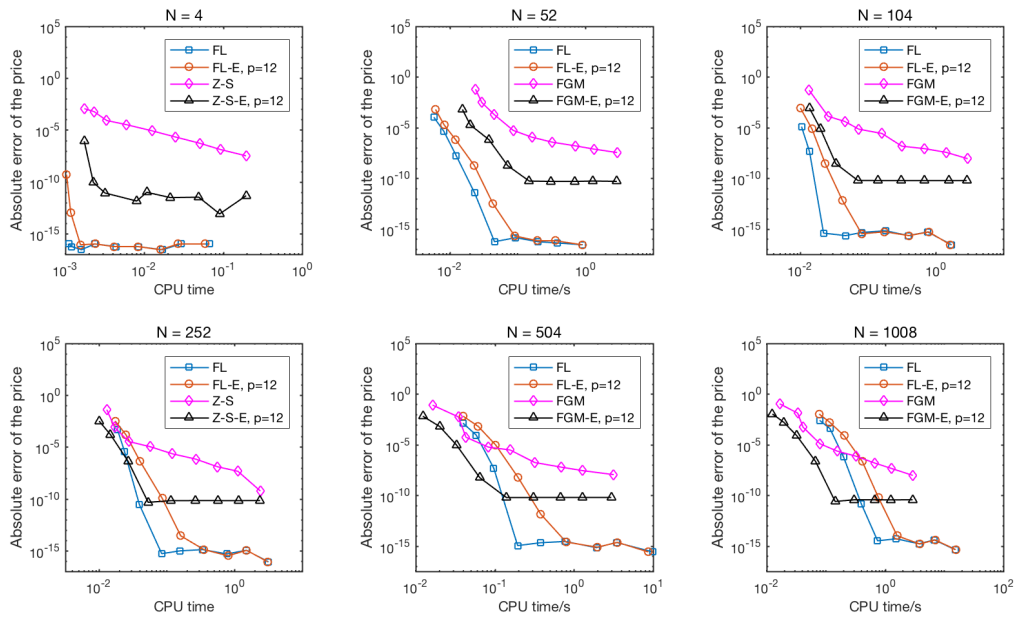 N = 4
Absolute error of the price
10^5
10^0
10^-5
10^-10
10^-15
10^-3
10^-2
10^-1
10^0
CPU time
FL
FL-E, p=12
Z-S
Z-S-E, p=12
N = 52
Absolute error of the price
10^5
10^0
10^-5
10^-10
10^-15
10^-2
10^0
CPU time/s
FL
FL-E, p=12
FGM
FGM-E, p=12
N = 104
Absolute error of the price
10^5
10^0
10^-5
10^-10
10^-15
10^-2
10^0
CPU time/s
FL
FL-E, p=12
FGM
FGM-E, p=12
N = 252
Absolute error of the price
10^5
10^0
10^-5
10^-10
10^-15
10^-2
10^0
CPU time
FL
FL-E, p=12
Z-S
Z-S-E, p=12
N = 504
Absolute error of the price
10^5
10^0
10^-5
10^-10
10^-15
10^-2
10^-1
10^0
10^1
CPU time/s
FL
FL-E, p=12
FGM
FGM-E, p=12
N = 1008
Absolute error of the price
10^5
10^0
10^-5
10^-10
10^-15
10^-2
10^0
10^2
CPU time/s
FL
FL-E, p=12
FGM
FGM-E, p=12